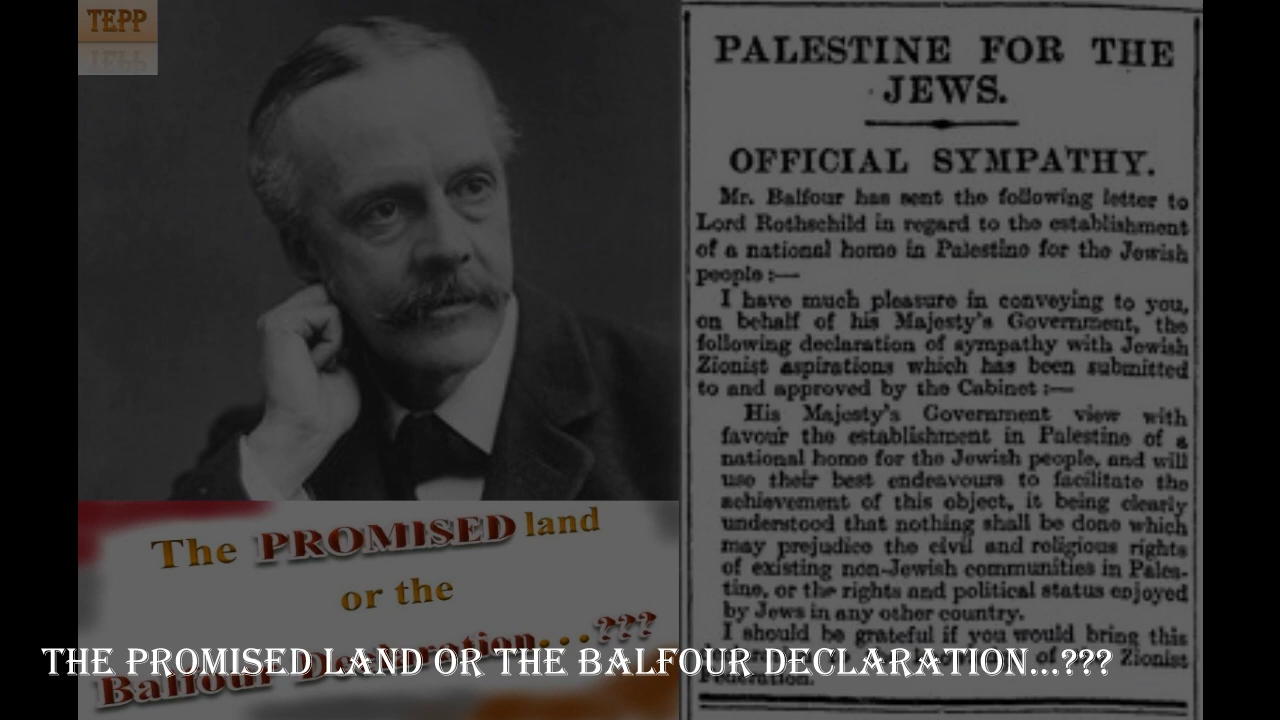 TEPP
PALESTINE FOR THE
JEWS.
OFFICIAL SYMPATHY.
Mr. Balfour has sent the following letter to
Lord Rothschild in regard to the establishment
of a national home in Palestine for the Jewish
people :—
I have much pleasure in conveying to you,
on behalf of his Majesty's Government, the
following declaration of sympathy with Jewish
Zionist aspirations which has been submitted
to and approved by the Cabinet :—
His Majesty's Government view with
favour the establishment in Palestine of a
national home for the Jewish people, and will
use their best endeavours to facilitate the
achievement of this object, it being clearly
understood that nothing shall be done which
may prejudice the civil and religious rights
of existing non-Jewish communities in Pales-
tine, or the rights and political status enjoyed
by Jews in any other country.
I should be grateful if you would bring this
of the Zionist
Federation.
The PROMISED land
or the
Balfour Declaration...???
THE PROMISED LAND OR THE BALFOUR DECLARATION...???